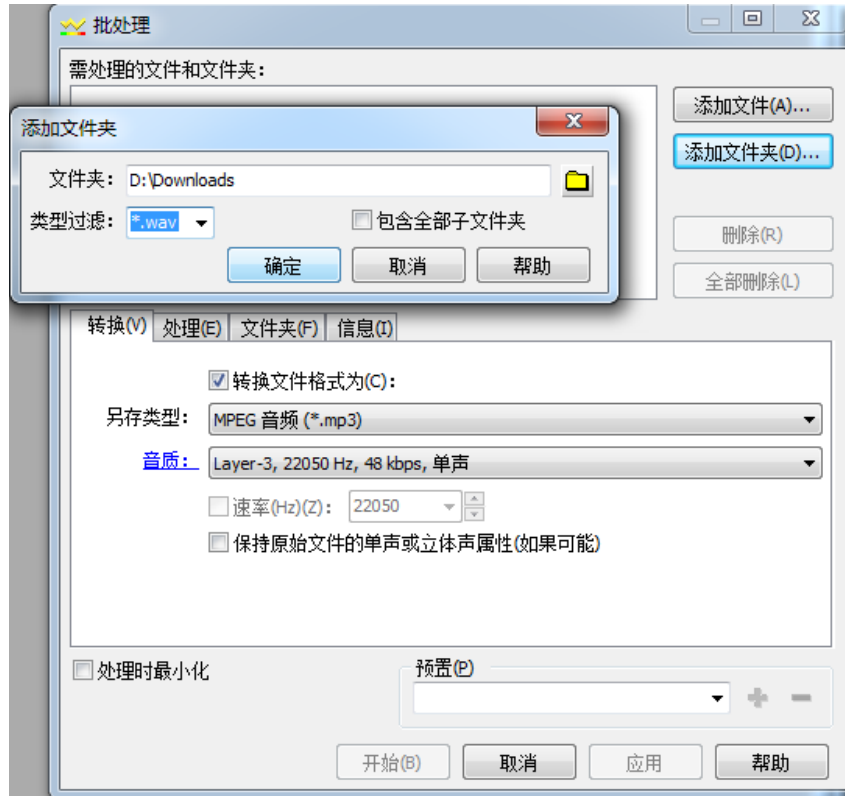 批处理
需处理的文件和文件夹：
添加文件(A)...
添加文件夹
添加文件夹(D)...
文件夹： D:\Downloads
类型过滤： *.wav 包含全部子文件夹
删除(R)
确定 取消 帮助
全部删除(L)
转换(V) 处理(E) 文件夹(F) 信息(I)
转换文件格式为(C)：
另存类型： MPEG 音频 (*.mp3)
音质： Layer-3, 22050 Hz, 48 kbps, 单声
速率(Hz)(Z)： 22050
保持原始文件的单声或立体声属性(如果可能)
处理时最小化 预置(P)
开始(B) 取消 应用 帮助